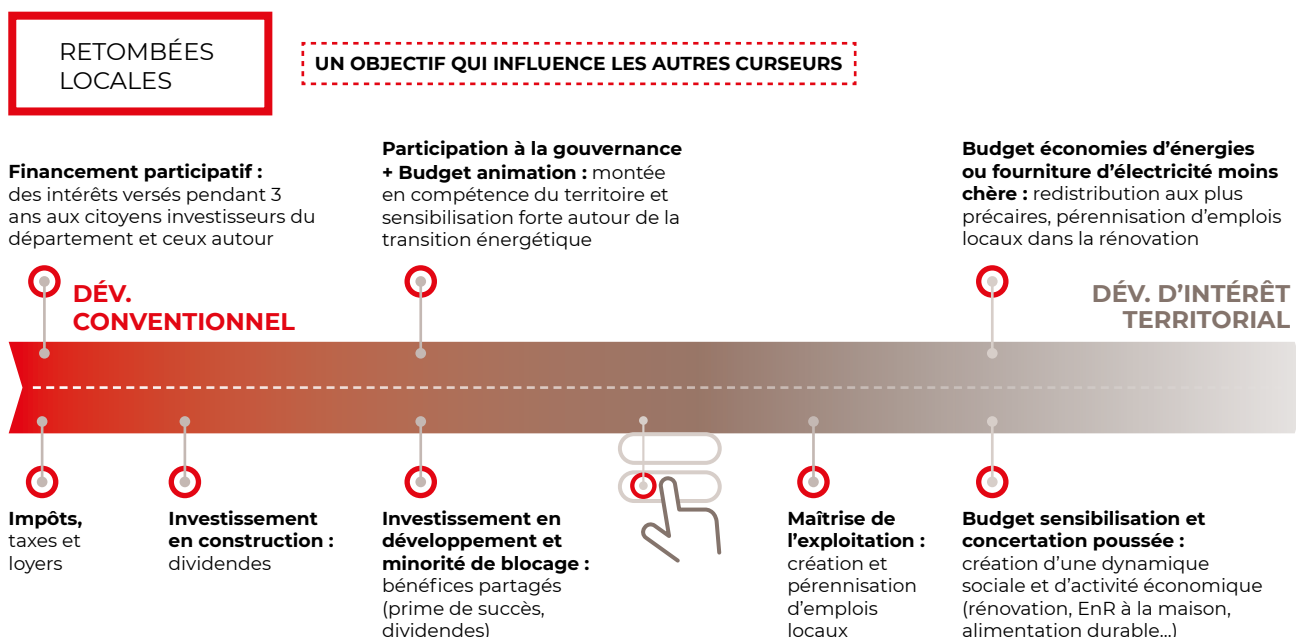 RETOMBÉES
LOCALES
UN OBJECTIF QUI INFLUENCE LES AUTRES CURSEURS
Financement participatif :
des intérêts versés pendant 3
ans aux citoyens investisseurs du
département et ceux autour
Participation à la gouvernance
+ Budget animation : montée
en compétence du territoire et
sensibilisation forte autour de la
transition énergétique
Budget économies d’énergies
ou fourniture d’électricité moins
chère : redistribution aux plus
précaires, pérennisation d’emplois
locaux dans la rénovation
DÉV.
CONVENTIONNEL
DÉV. D’INTÉRÊT
TERRITORIAL
Impôts,
taxes et
loyers
Investissement
en construction :
dividendes
Investissement en
développement et
minorité de blocage :
bénéfices partagés
(prime de succès,
dividendes)
Maîtrise de
l’exploitation :
création et
pérennisation
d’emplois
locaux
Budget sensibilisation et
concertation poussée :
création d’une dynamique
sociale et d’activité économique
(rénovation, EnR à la maison,
alimentation durable...)